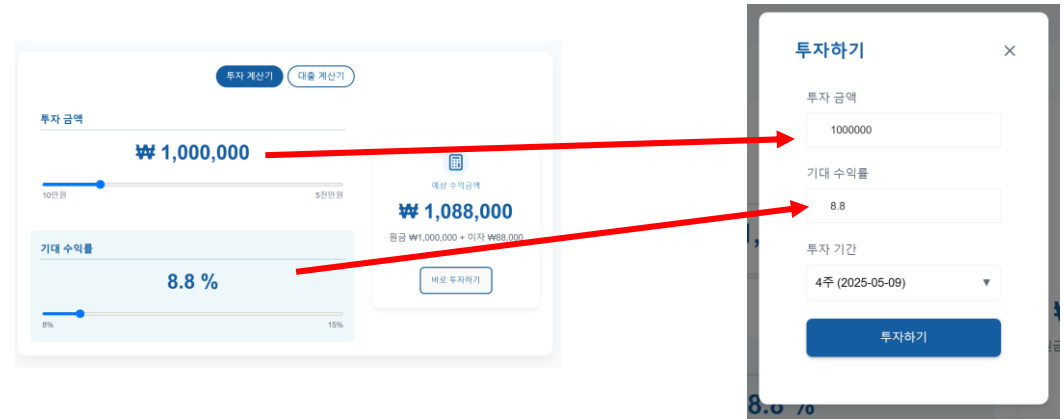 투자 계산기
대출 계산기
투자 금액
₩ 1,000,000
10만원
5천만원
기대 수익률
8.8 %
8%
15%
예상 수익금액
₩ 1,088,000
원금 ₩1,000,000 + 이자 ₩88,000
바로 투자하기
투자하기
×
투자 금액
1000000
기대 수익률
8.8
투자 기간
4주 (2025-05-09)
▼
투자하기
8.8 %